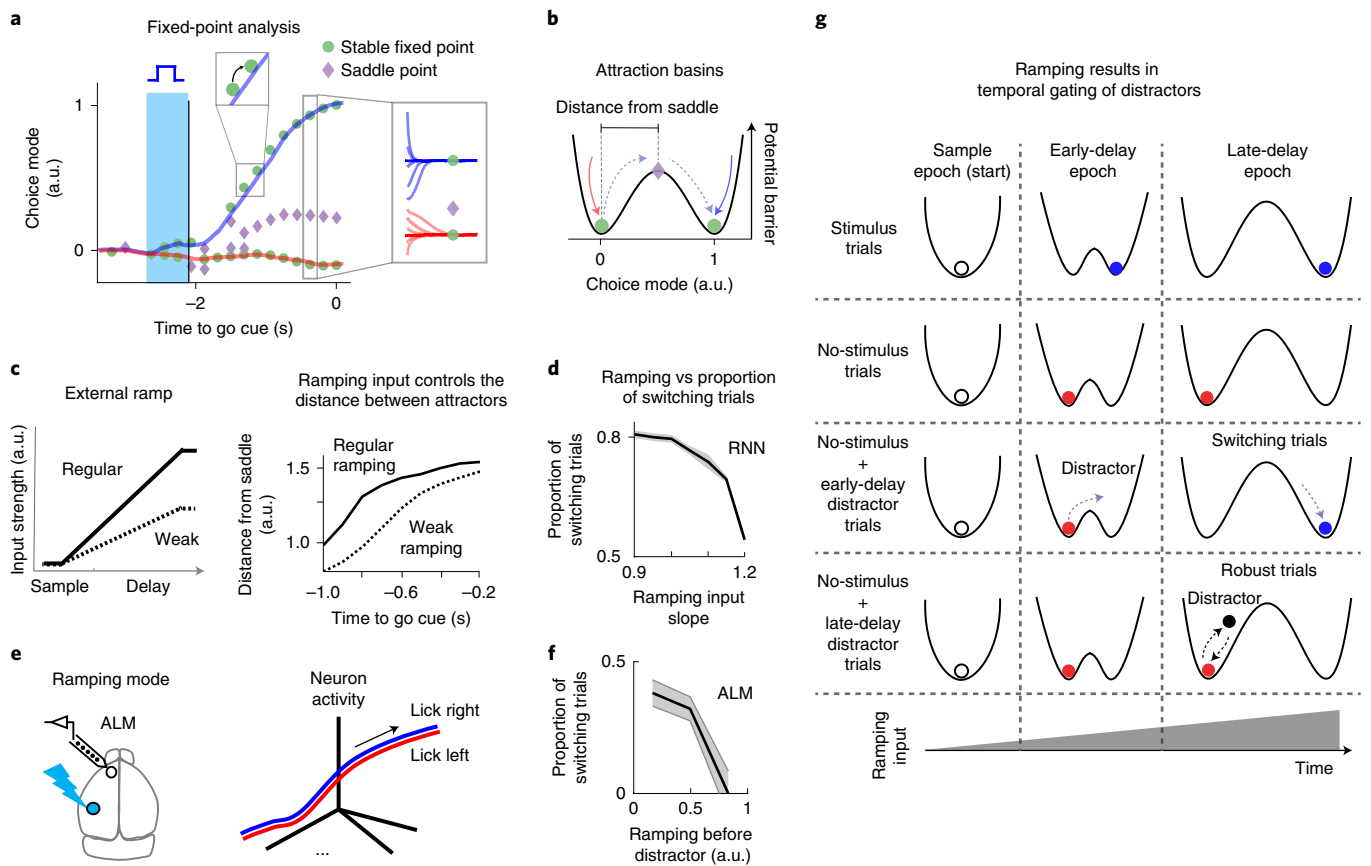 a
Fixed-point analysis
Stable fixed point
Saddle point
1
0
Choice mode
(a.u.)
–2
0
Time to go cue (s)
b
Attraction basins
Distance from saddle
Potential barrier
0
1
Choice mode (a.u.)
c
External ramp
Input strength (a.u.)
Regular
Weak
Sample
Delay
Ramping input controls the
distance between attractors
Distance from saddle
(a.u.)
1.5
1.0
Regular
ramping
Weak
ramping
–1.0
–0.6
–0.2
Time to go cue (s)
d
Ramping vs proportion
of switching trials
Proportion of
switching trials
0.8
0.5
RNN
0.9
1.2
Ramping input
slope
e
Ramping mode
ALM
Neuron
activity
Lick right
Lick left
...
f
Proportion of
switching trials
0.5
0
ALM
0
0.5
1
Ramping before
distractor (a.u.)
g
Ramping results in
temporal gating of distractors
Sample
epoch (start)
Early-delay
epoch
Late-delay
epoch
Stimulus
trials
No-stimulus
trials
No-stimulus
+
early-delay
distractor
trials
Distractor
Switching trials
No-stimulus
+
late-delay
distractor
trials
Robust trials
Distractor
Ramping
input
Time